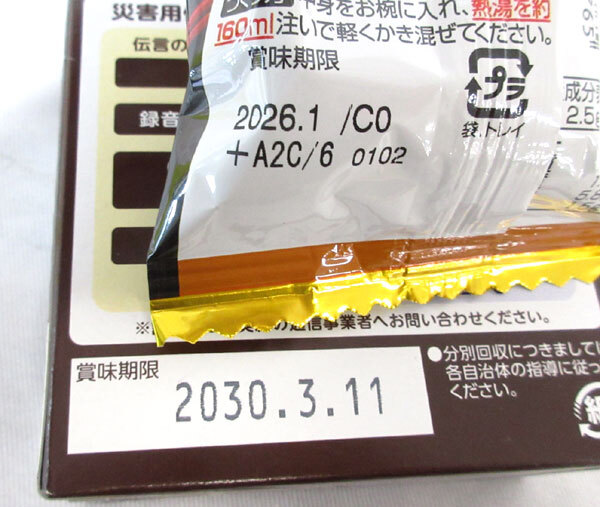 災害用
伝言の
録音
身をお椀に入れ、熱湯を約
160ml注いで軽くかき混ぜてください。
賞味期限
2026.1 /C0
+A2C/6 0102
プラ
袋、トレイ
成分
2.5
通信事業者へお問い合わせください。
賞味期限
2030.3.11
●分別回収につきまして
各自治体の指導に従っ
ください。
紙